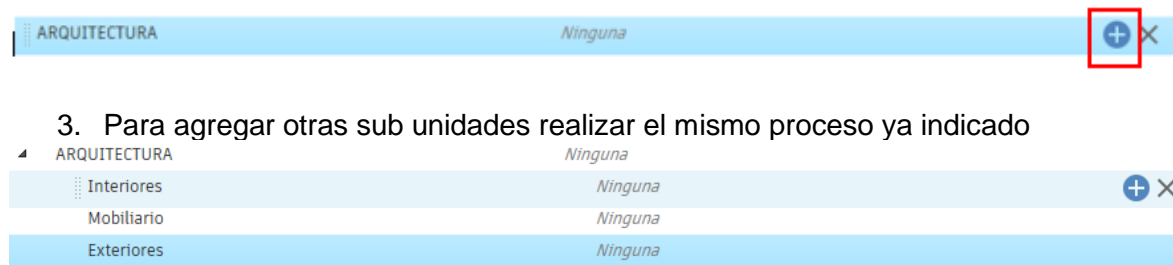 ARQUITECTURA Ninguna
3. Para agregar otras sub unidades realizar el mismo proceso ya indicado
ARQUITECTURA Ninguna
Interiores Ninguna
Mobiliario Ninguna
Exteriores Ninguna